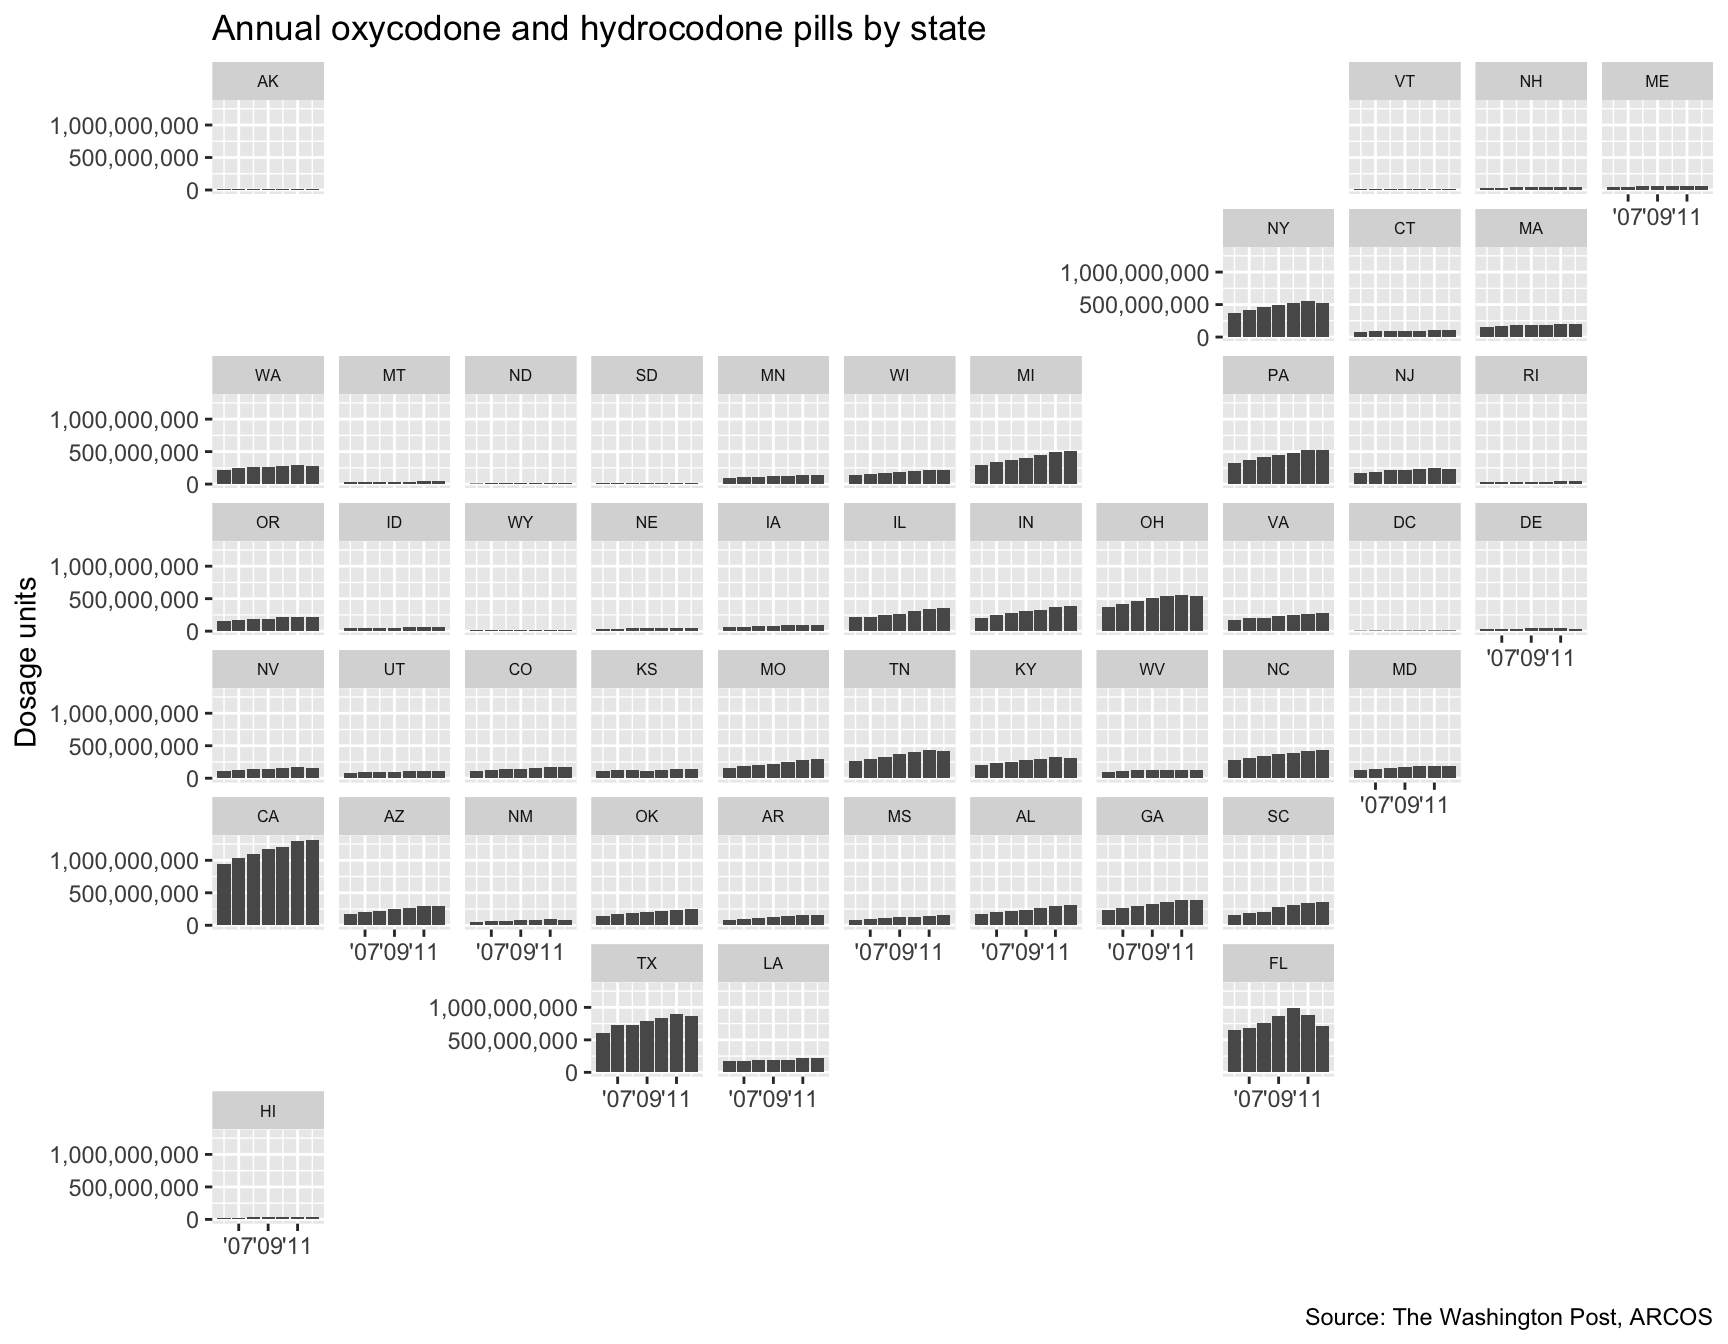 Annual oxycodone and hydrocodone pills by state
AK VT NH ME
1,000,000,000
500,000,000
0
'07 '09 '11
NY CT MA
1,000,000,000
500,000,000
0
WA MT ND SD MN WI MI PA NJ RI
1,000,000,000
500,000,000
0
OR ID WY NE IA IL IN OH VA DC DE
1,000,000,000
500,000,000
0
'07 '09 '11
Dosage units
NV UT CO KS MO TN KY WV NC MD
1,000,000,000
500,000,000
0
'07 '09 '11
CA AZ NM OK AR MS AL GA SC
1,000,000,000
500,000,000
0
'07 '09 '11 '07 '09 '11 '07 '09 '11 '07 '09 '11 '07 '09 '11
TX LA FL
1,000,000,000
500,000,000
0
'07 '09 '11 '07 '09 '11 '07 '09 '11
HI
1,000,000,000
500,000,000
0
'07 '09 '11
Source: The Washington Post, ARCOS